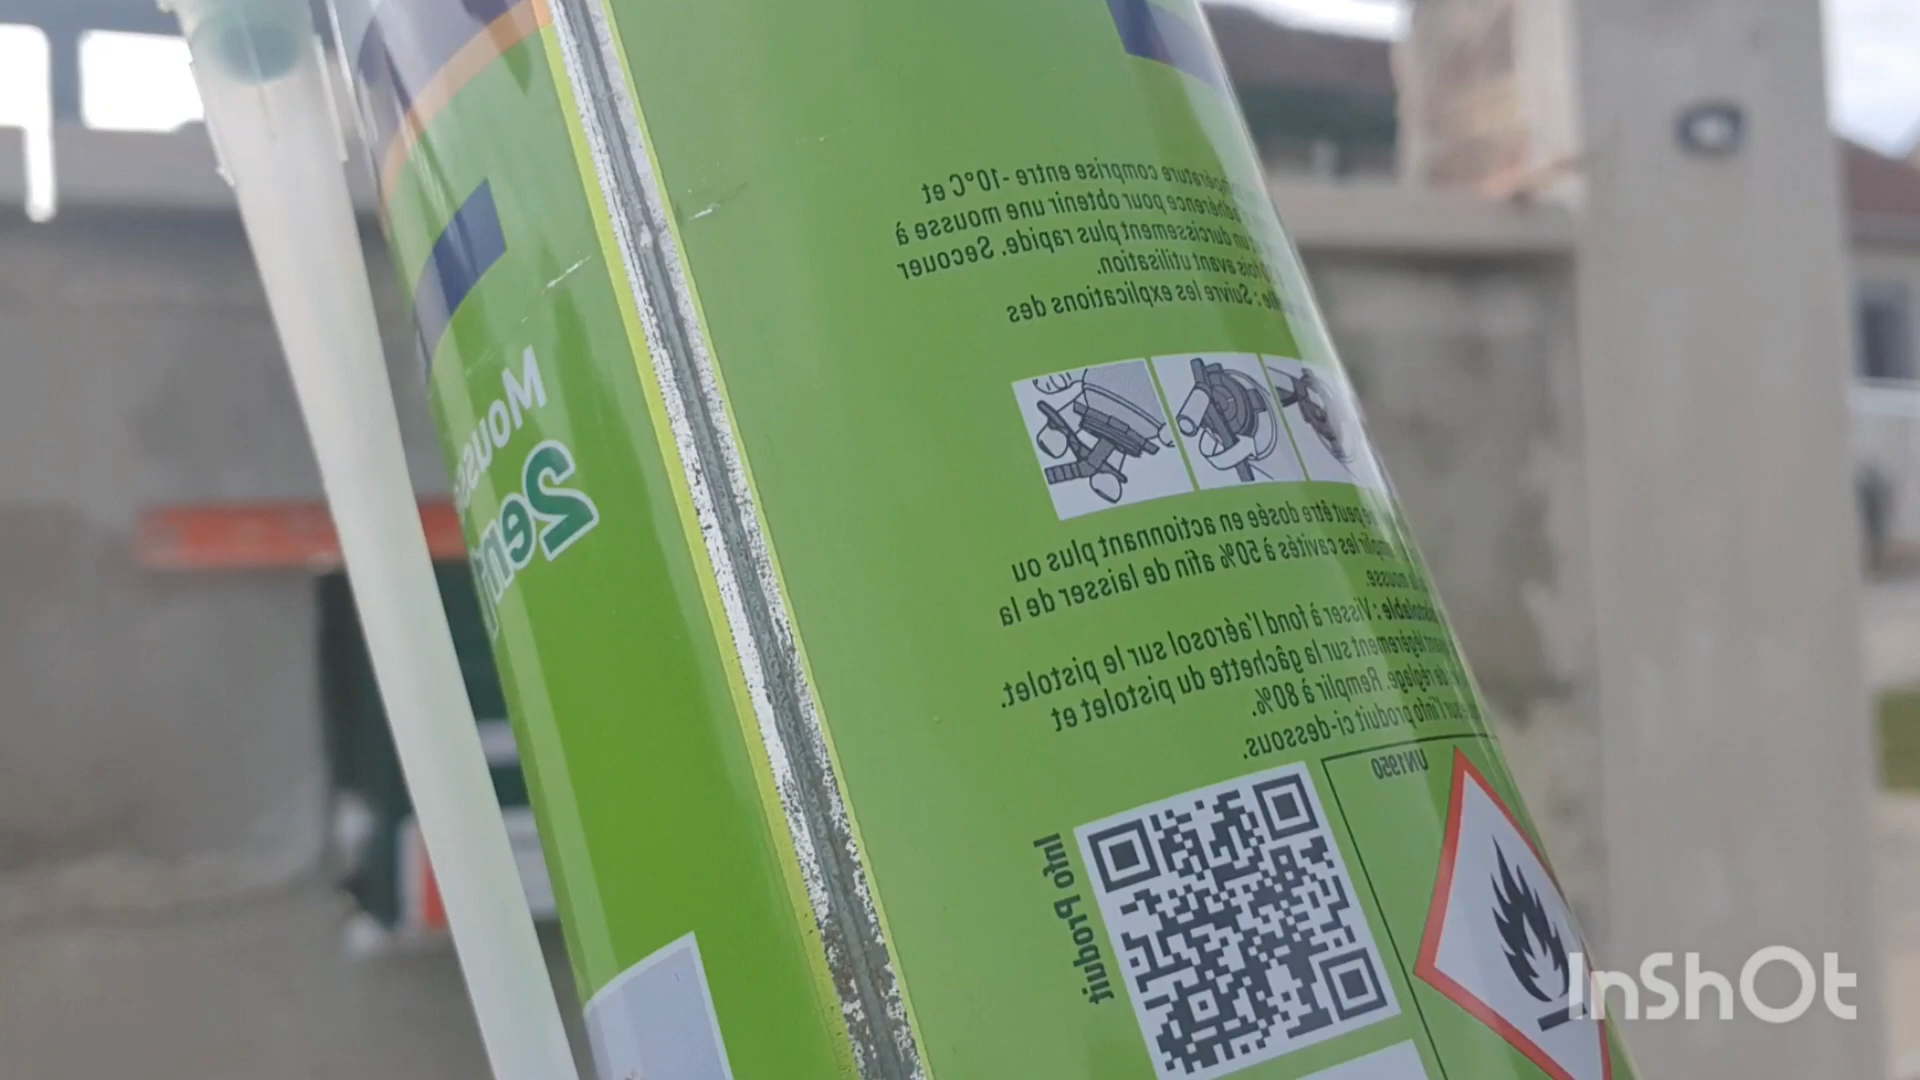 comprise entre -10°C et
adhérence pour obtenir une mousse à
un durcissement plus rapide. Secouer
fois avant utilisation.
: Suivre les explications des
peut être dosée en actionnant plus ou
les cavités à 50% afin de laisser de la
mousse.
: Visser à fond l'aérosol sur le pistolet.
légèrement sur la gâchette du pistolet et
de réglage. Remplir à 80%.
sur l'info produit ci-dessous.
UN1950
Info Produit
InShOt